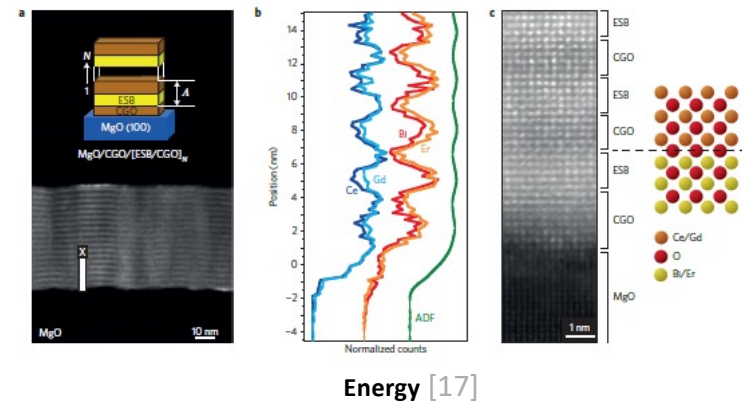 a
N
1
Λ
ESB
CGO
MgO (100)
MgO/CGO/[ESB/CGO]N
X
MgO
10 nm
b
Position (nm)
14
12
10
8
6
4
2
0
−2
−4
Bi
Er
Gd
Ce
ADF
Normalized counts
c
ESB
CGO
ESB
CGO
ESB
CGO
MgO
1 nm
Ce/Gd
O
Bi/Er
Energy [17]